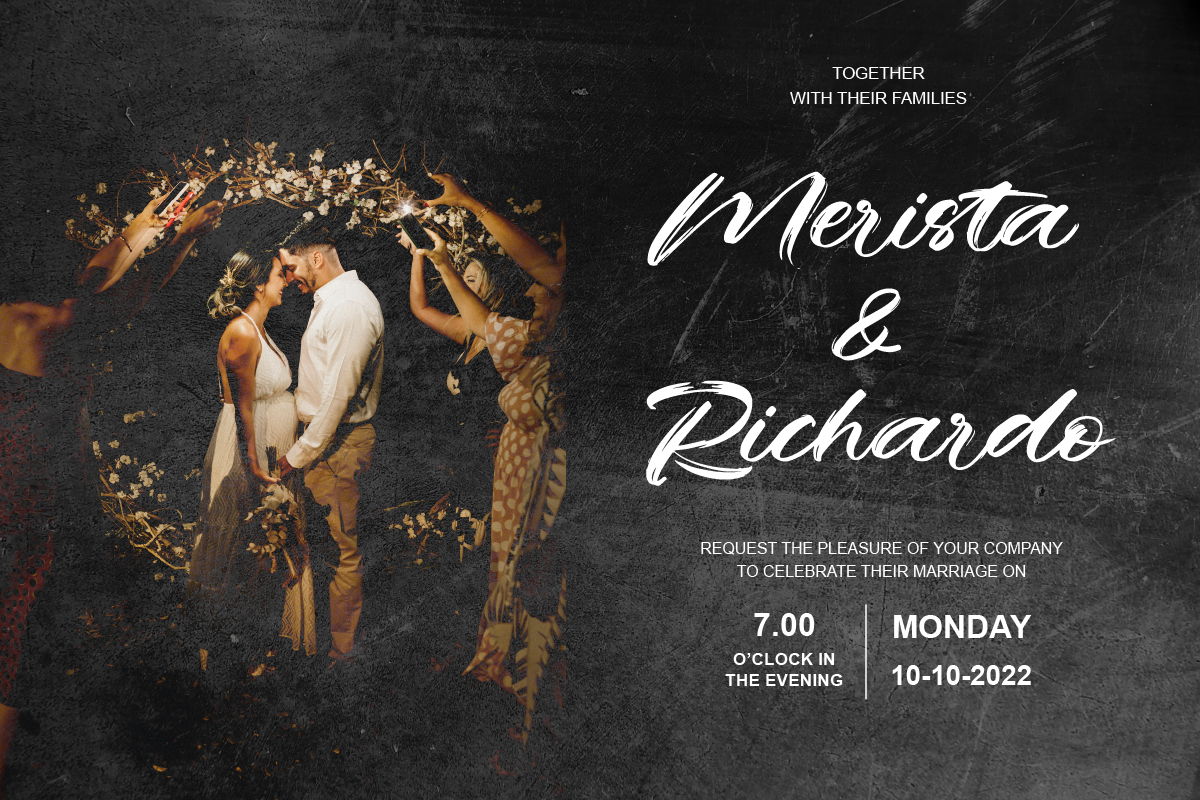 TOGETHER
WITH THEIR FAMILIES
Merista
&
Richardo
REQUEST THE PLEASURE OF YOUR COMPANY
TO CELEBRATE THEIR MARRIAGE ON
7.00
O’CLOCK IN
THE EVENING
MONDAY
10-10-2022